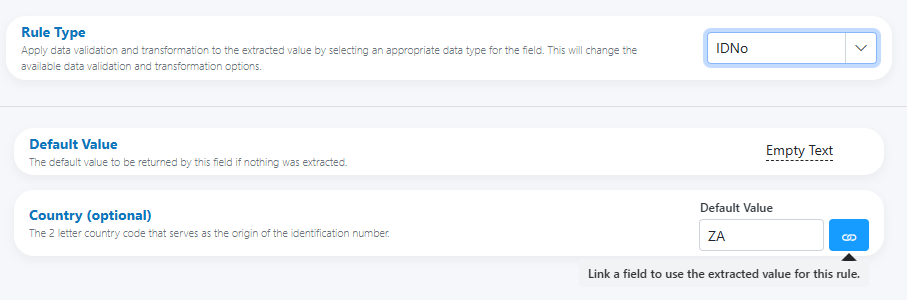 Rule Type
Apply data validation and transformation to the extracted value by selecting an appropriate data type for the field. This will change the
available data validation and transformation options.
IDNo
Default Value
The default value to be returned by this field if nothing was extracted.
Empty Text
Country (optional)
The 2 letter country code that serves as the origin of the identification number.
Default Value
ZA
Link a field to use the extracted value for this rule.